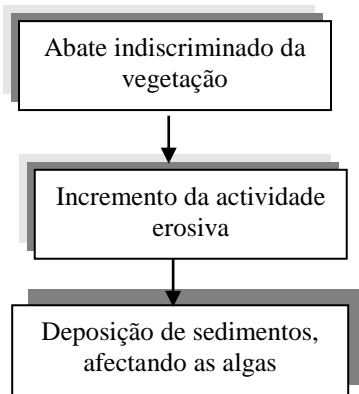 Abate indiscriminado da
vegetação
Incremento da actividade
erosiva
Deposição de sedimentos,
afectando as algas